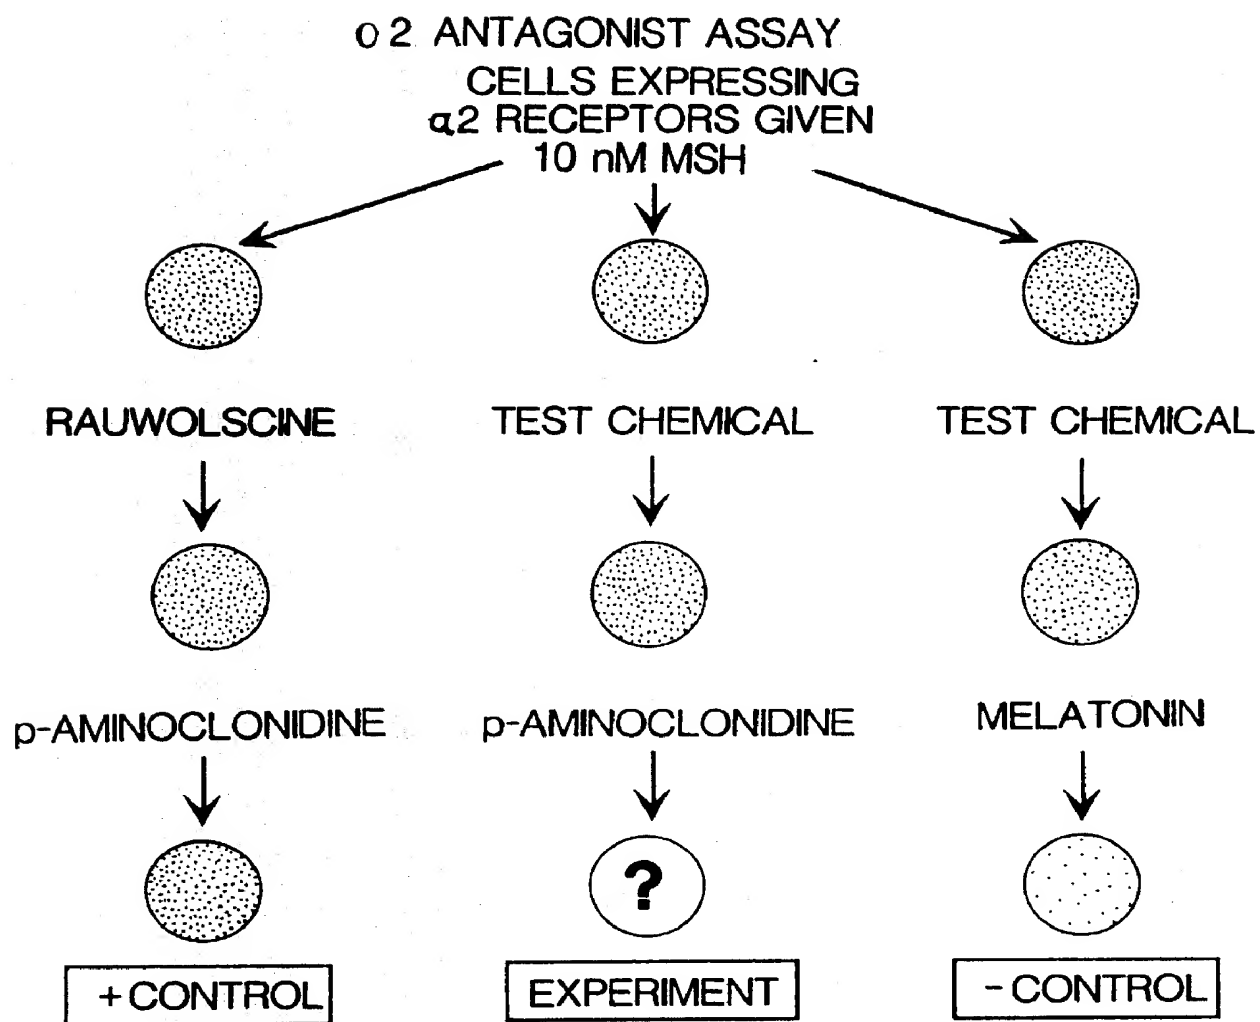 ο2 ANTAGONIST ASSAY
CELLS EXPRESSING
α2 RECEPTORS GIVEN
10 nM MSH
RAUWOLSCINE
TEST CHEMICAL
TEST CHEMICAL
p-AMINOCLONIDINE
p-AMINOCLONIDINE
MELATONIN
?
+CONTROL
EXPERIMENT
-CONTROL